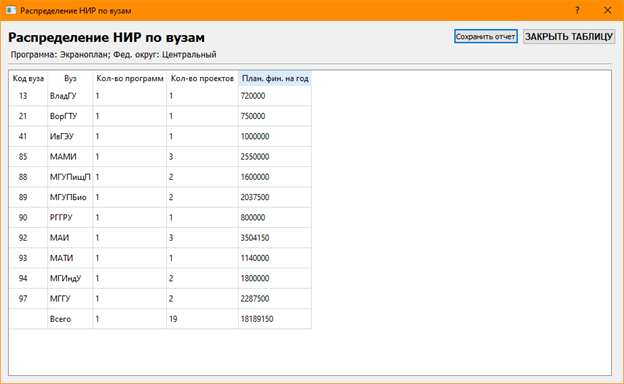 Распределение НИР по вузам
Распределение НИР по вузам
Сохранить отчет
ЗАКРЫТЬ ТАБЛИЦУ
Программа: Экраноплан; Фед. округ: Центральный
Код вуза Вуз Кол-во программ Кол-во проектов План. фин. на год
13 ВладГУ 1 1 720000
21 ВорГТУ 1 1 750000
41 ИвГЭУ 1 1 1000000
85 МАМИ 1 3 2550000
88 МГУПищП 1 2 1600000
89 МГУПБио 1 2 2037500
90 РГГРУ 1 1 800000
92 МАИ 1 3 3504150
93 МАТИ 1 1 1140000
94 МГИндУ 1 2 1800000
97 МГГУ 1 2 2287500
Всего 1 19 18189150